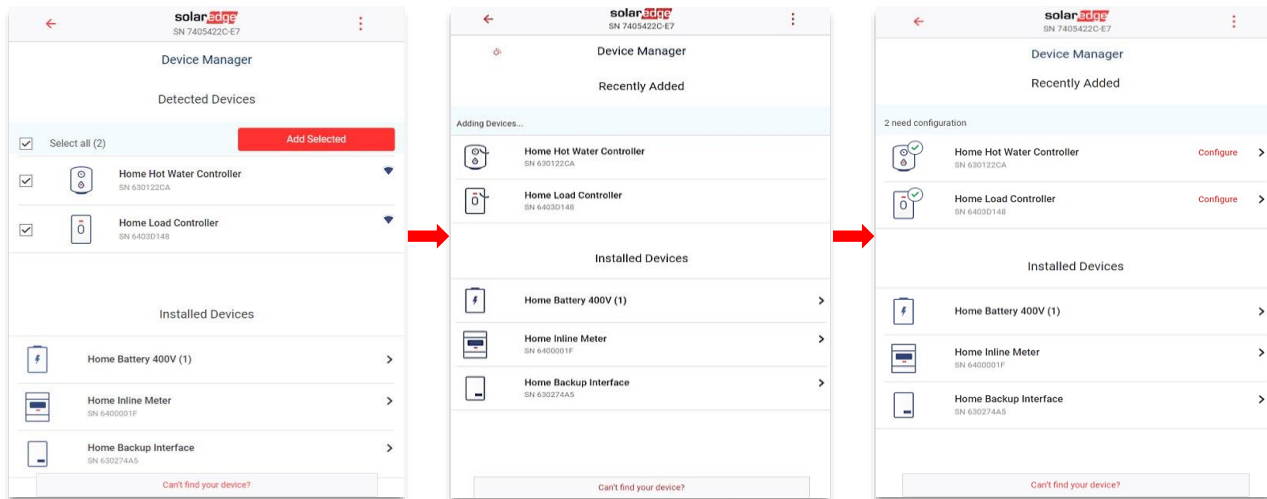 solaredge
SN 7405422C-E7
Device Manager
Detected Devices
Select all (2)
Add Selected
Home Hot Water Controller
SN 630122CA
Home Load Controller
SN 6403D148
Installed Devices
Home Battery 400V (1)
Home Inline Meter
SN 6400001F
Home Backup Interface
SN 630274A5
Can't find your device?
solaredge
SN 7405422C-E7
Device Manager
Recently Added
Adding Devices...
Home Hot Water Controller
SN 630122CA
Home Load Controller
SN 6403D148
Installed Devices
Home Battery 400V (1)
Home Inline Meter
SN 6400001F
Home Backup Interface
SN 630274A5
Can't find your device?
solaredge
SN 7405422C-E7
Device Manager
Recently Added
2 need configuration
Home Hot Water Controller
Configure
SN 630122CA
Home Load Controller
Configure
SN 6403D148
Installed Devices
Home Battery 400V (1)
Home Inline Meter
SN 6400001F
Home Backup Interface
SN 630274A5
Can't find your device?